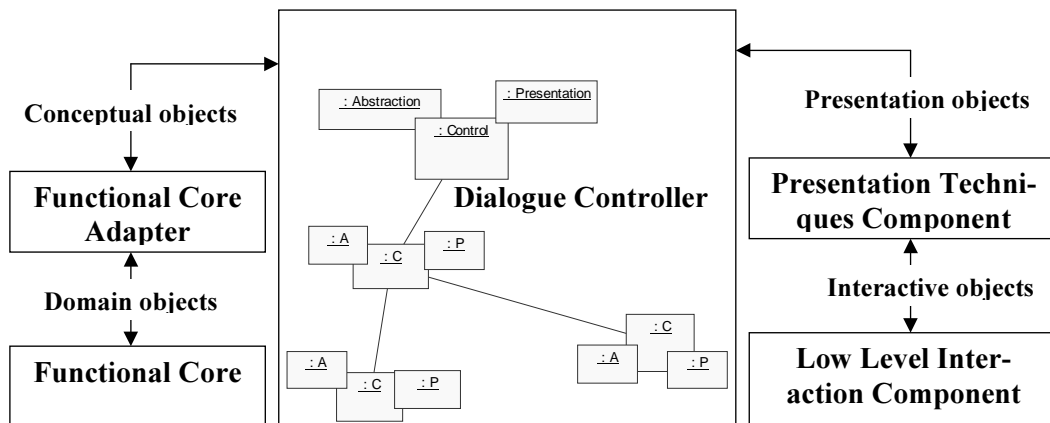 Conceptual objects
Functional Core
Adapter
Domain objects
Functional Core
: Abstraction
: Presentation
: Control
Dialogue Controller
: A
: C
: P
: A
: C
: P
: C
: A
: P
Presentation objects
Presentation Techni-
ques Component
Interactive objects
Low Level Inter-
action Component